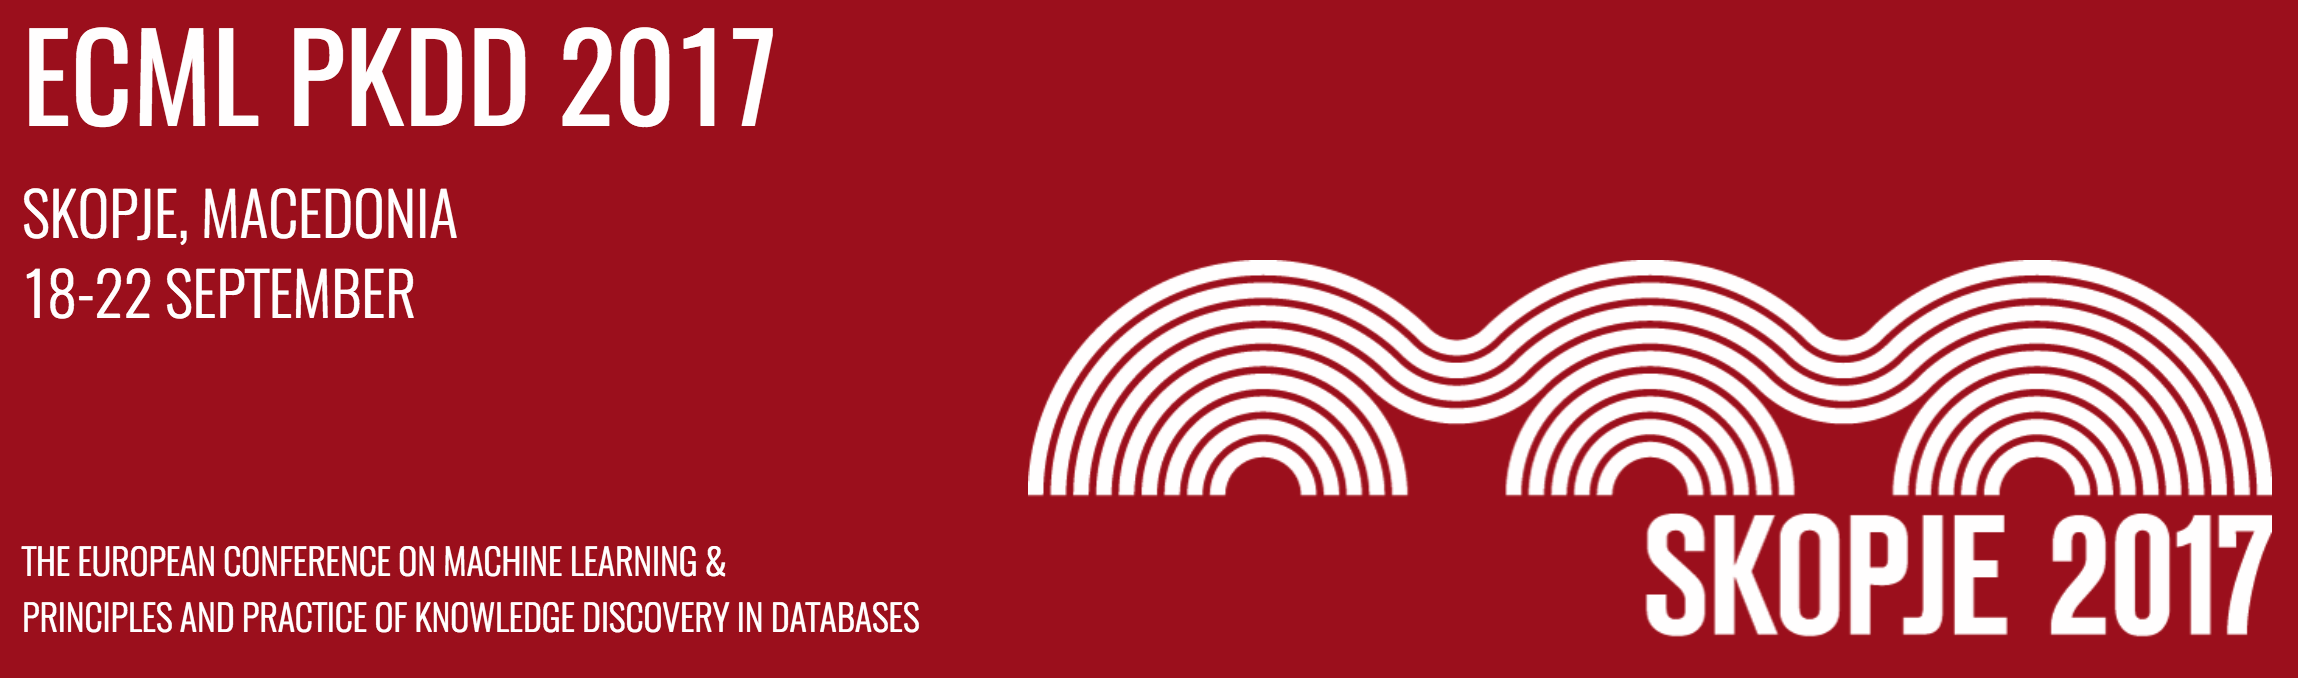 ECML PKDD 2017
SKOPJE, MACEDONIA
18-22 SEPTEMBER
THE EUROPEAN CONFERENCE ON MACHINE LEARNING &
PRINCIPLES AND PRACTICE OF KNOWLEDGE DISCOVERY IN DATABASES
SKOPJE 2017